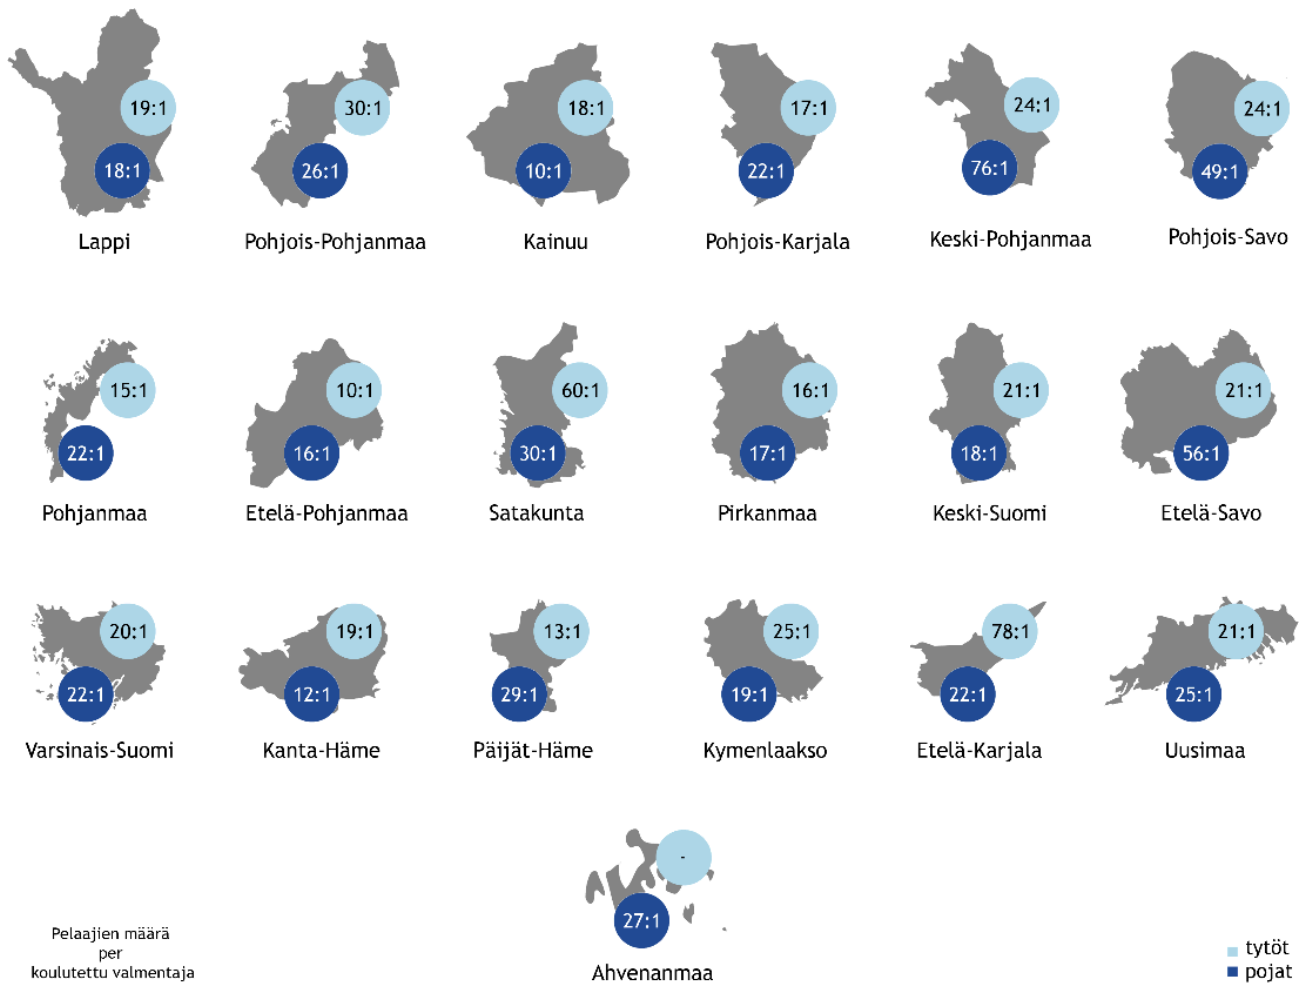 19:1
18:1
Lappi
30:1
26:1
Pohjois-Pohjanmaa
18:1
10:1
Kainuu
17:1
22:1
Pohjois-Karjala
24:1
76:1
Keski-Pohjanmaa
24:1
49:1
Pohjois-Savo
15:1
22:1
Pohjanmaa
10:1
16:1
Etelä-Pohjanmaa
60:1
30:1
Satakunta
16:1
17:1
Pirkanmaa
21:1
18:1
Keski-Suomi
21:1
56:1
Etelä-Savo
20:1
22:1
Varsinais-Suomi
19:1
12:1
Kanta-Häme
13:1
29:1
Päijät-Häme
25:1
19:1
Kymenlaakso
78:1
22:1
Etelä-Karjala
21:1
25:1
Uusimaa
-
27:1
Ahvenanmaa
Pelaajien määrä
per
koulutettu valmentaja
tytöt
pojat